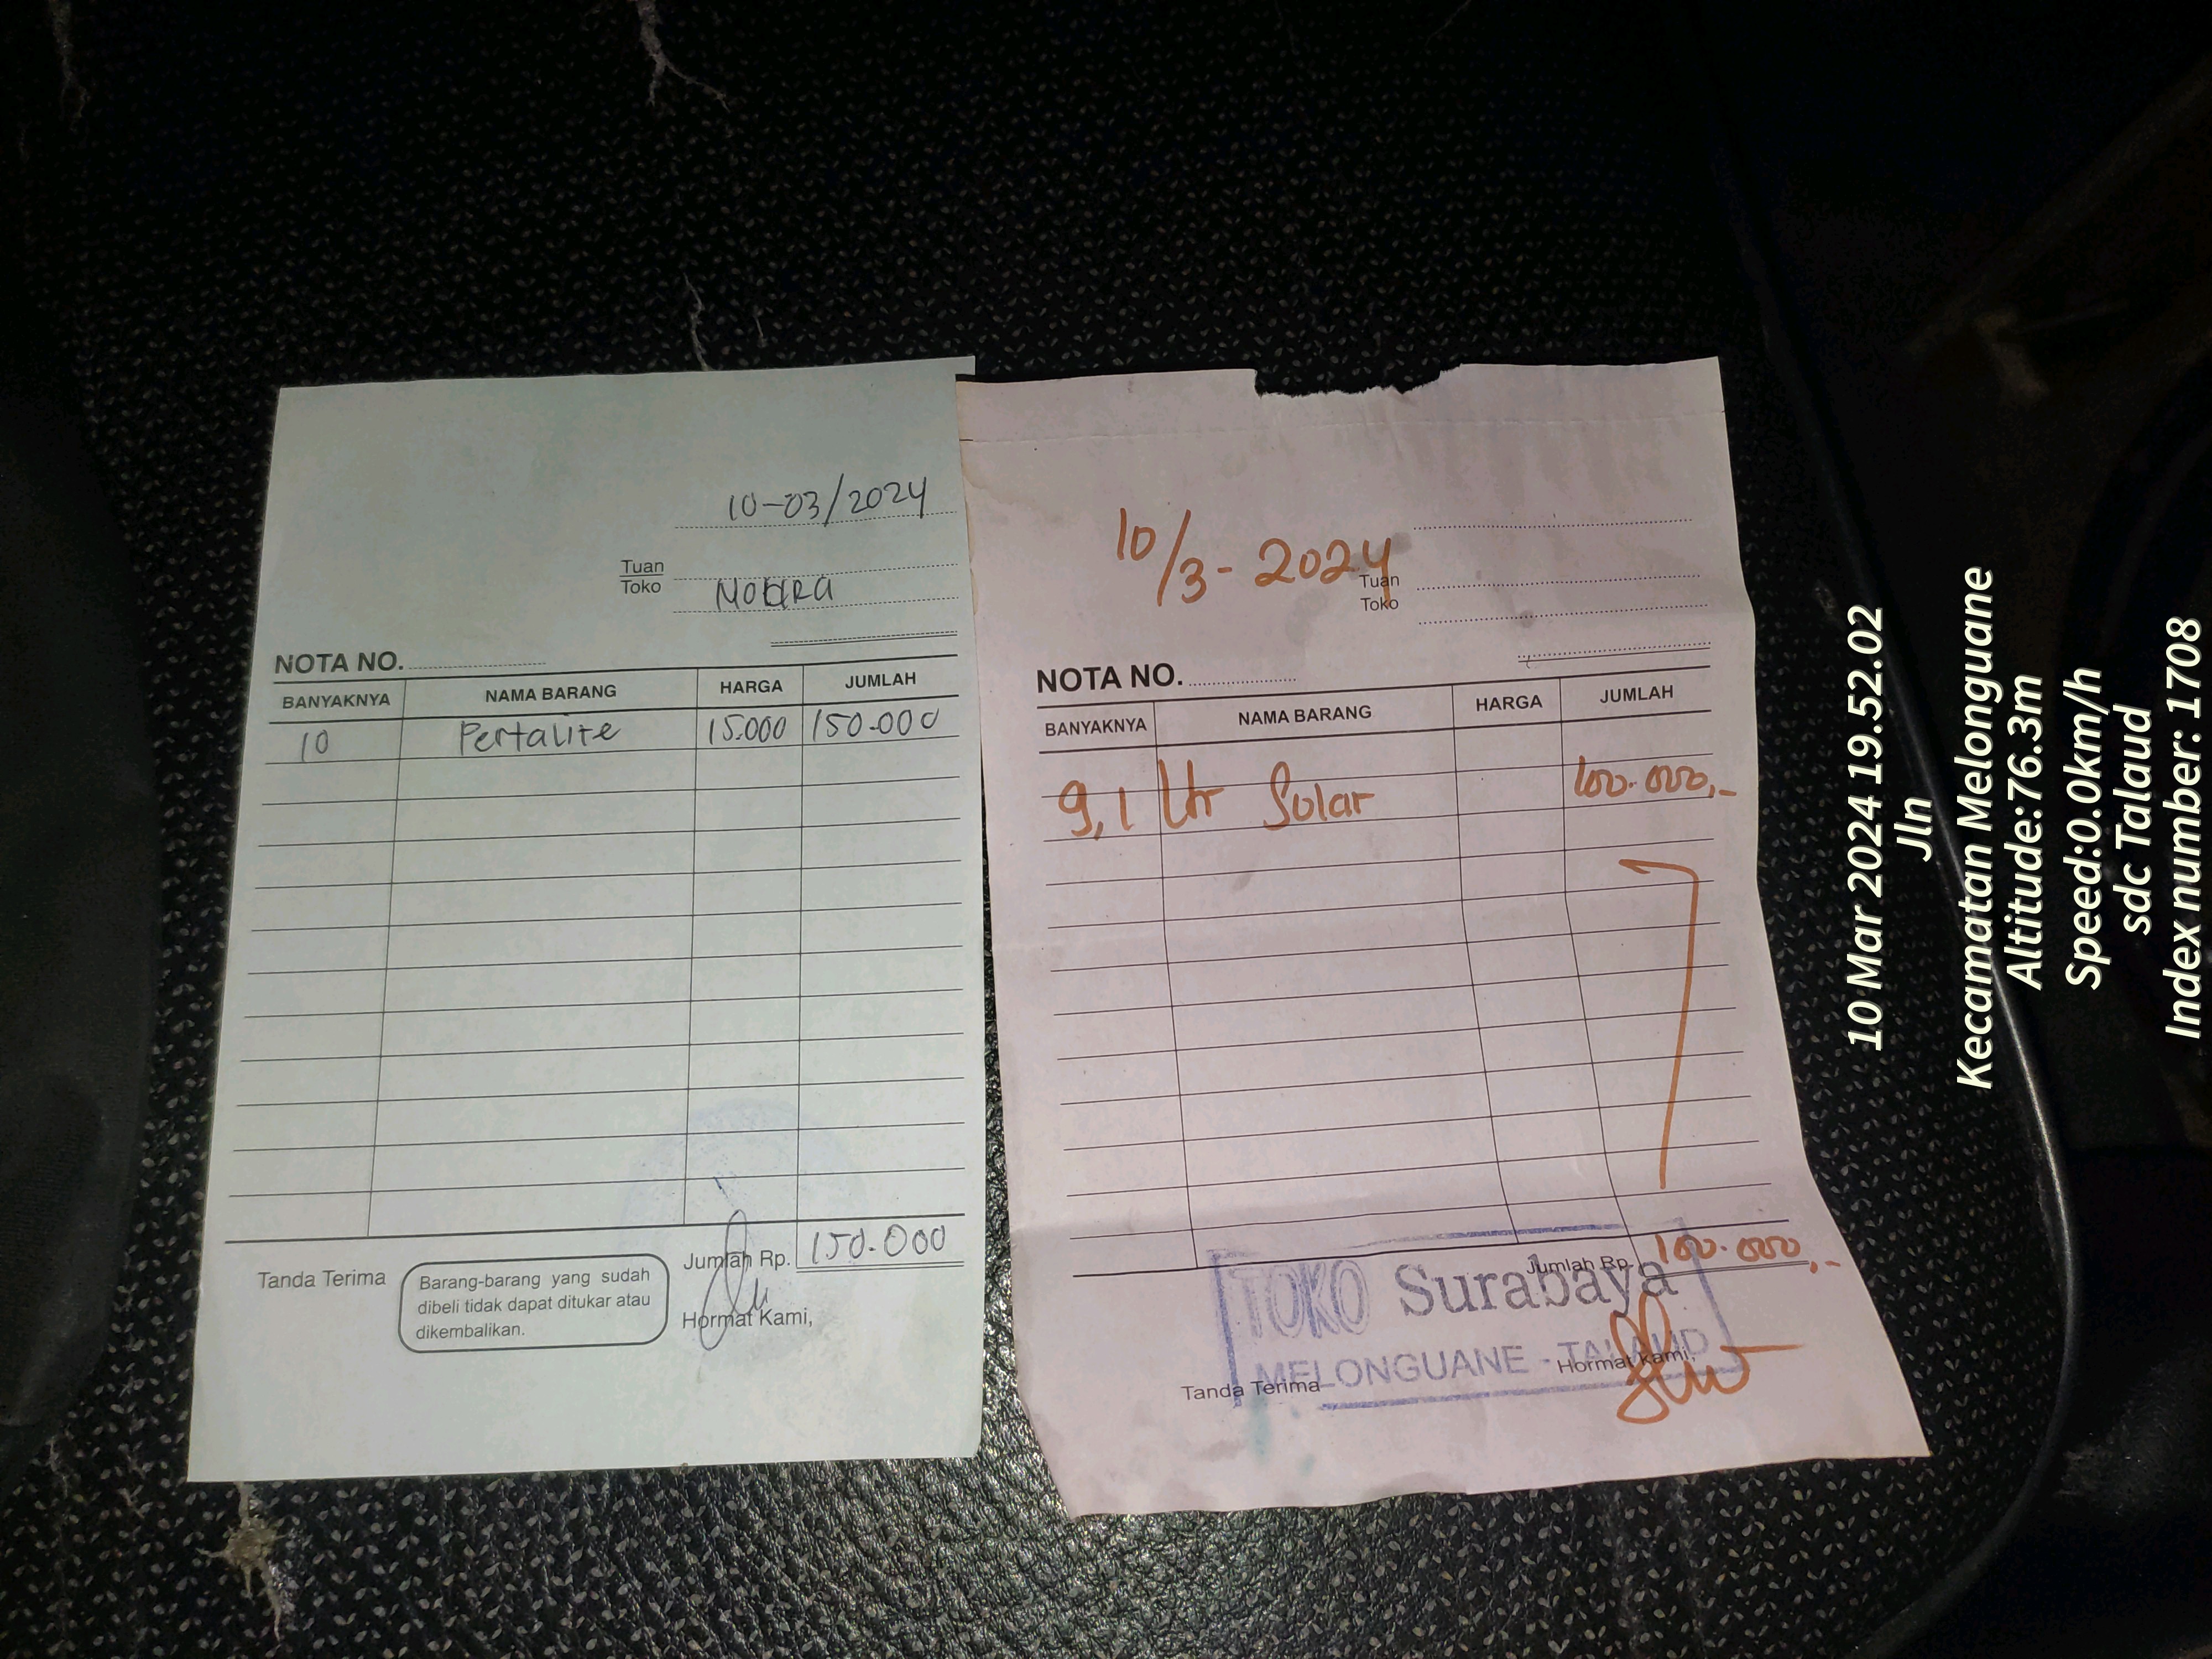 10-03/2024
Tuan
Toko
NOTA NO.
BANYAKNYA NAMA BARANG HARGA JUMLAH
10 Pertalite 15.000 150.000
Jumlah Rp. 150.000
Tanda Terima
Barang-barang yang sudah
dibeli tidak dapat ditukar atau
dikembalikan.
Hormat Kami,
10/3-2024
Tuan
Toko
NOTA NO.
BANYAKNYA NAMA BARANG HARGA JUMLAH
9,1 Ltr Solar 100.000,-
Jumlah Rp. 100.000,-
TOKO Surabaya
MELONGUANE - TALAUD
Hormat Kami,
Tanda Terima
10 Mar 2024 19.52.02
Jln
Kecamatan Melonguane
Altitude:76.3m
Speed:0.0km/h
sdc Talaud
Index number: 1708